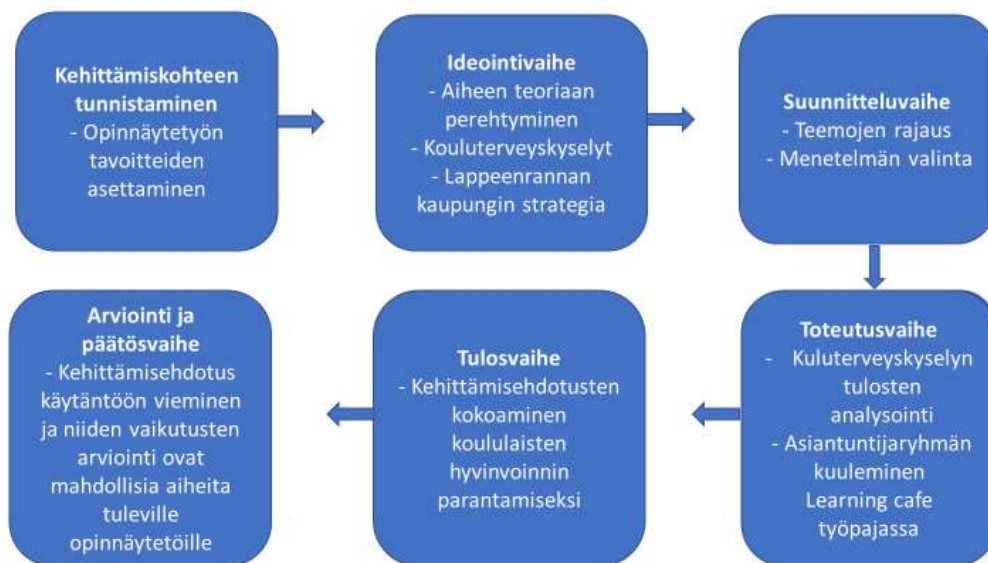 Kehittämiskohteen
tunnistaminen
- Opinnäytetyön
tavoitteiden
asettaminen
Ideointivaihe
- Aiheen teoriaan
perehtyminen
- Kouluterveyskyselyt
- Lappeenrannan
kaupungin strategia
Suunnitteluvaihe
- Teemojen rajaus
- Menetelmän valinta
Toteutusvaihe
- Kuluterveyskyselyn
tulosten
analysointi
- Asiantuntijaryhmän
kuuleminen
Learning cafe
työpajassa
Tulosvaihe
- Kehittämisehdotusten
kokoaminen
koululaisten
hyvinvoinnin
parantamiseksi
Arviointi ja
päätösvaihe
- Kehittämisehdotus
käytäntöön vieminen
ja niiden vaikutusten
arviointi ovat
mahdollisia aiheita
tuleville
opinnäytetöille